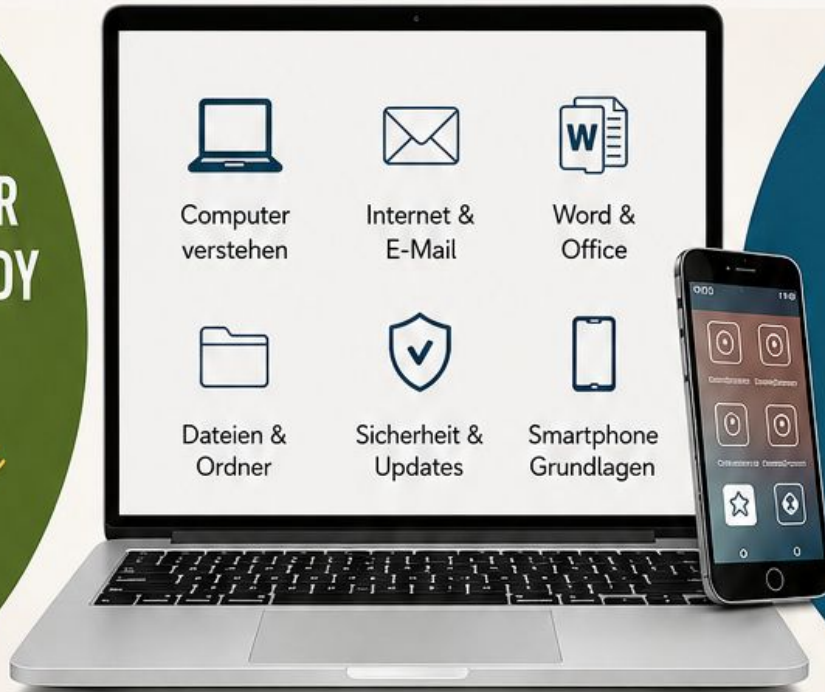 R
DY
Computer
verstehen
Internet &
E-Mail
W
Word &
Office
Dateien &
Ordner
Sicherheit &
Updates
Smartphone
Grundlagen